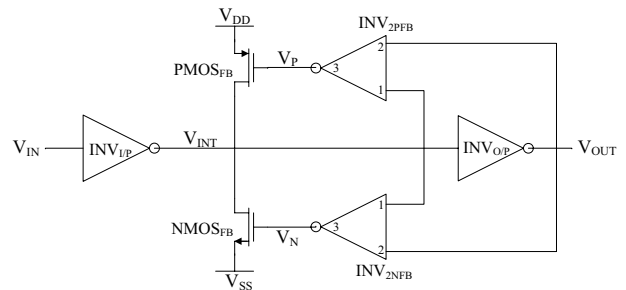 V_DD
INV_2PFB
PMOS_FB
V_P
3
2
1
V_IN
INV_I/P
V_INT
INV_O/P
V_OUT
NMOS_FB
V_N
3
1
2
V_SS
INV_2NFB